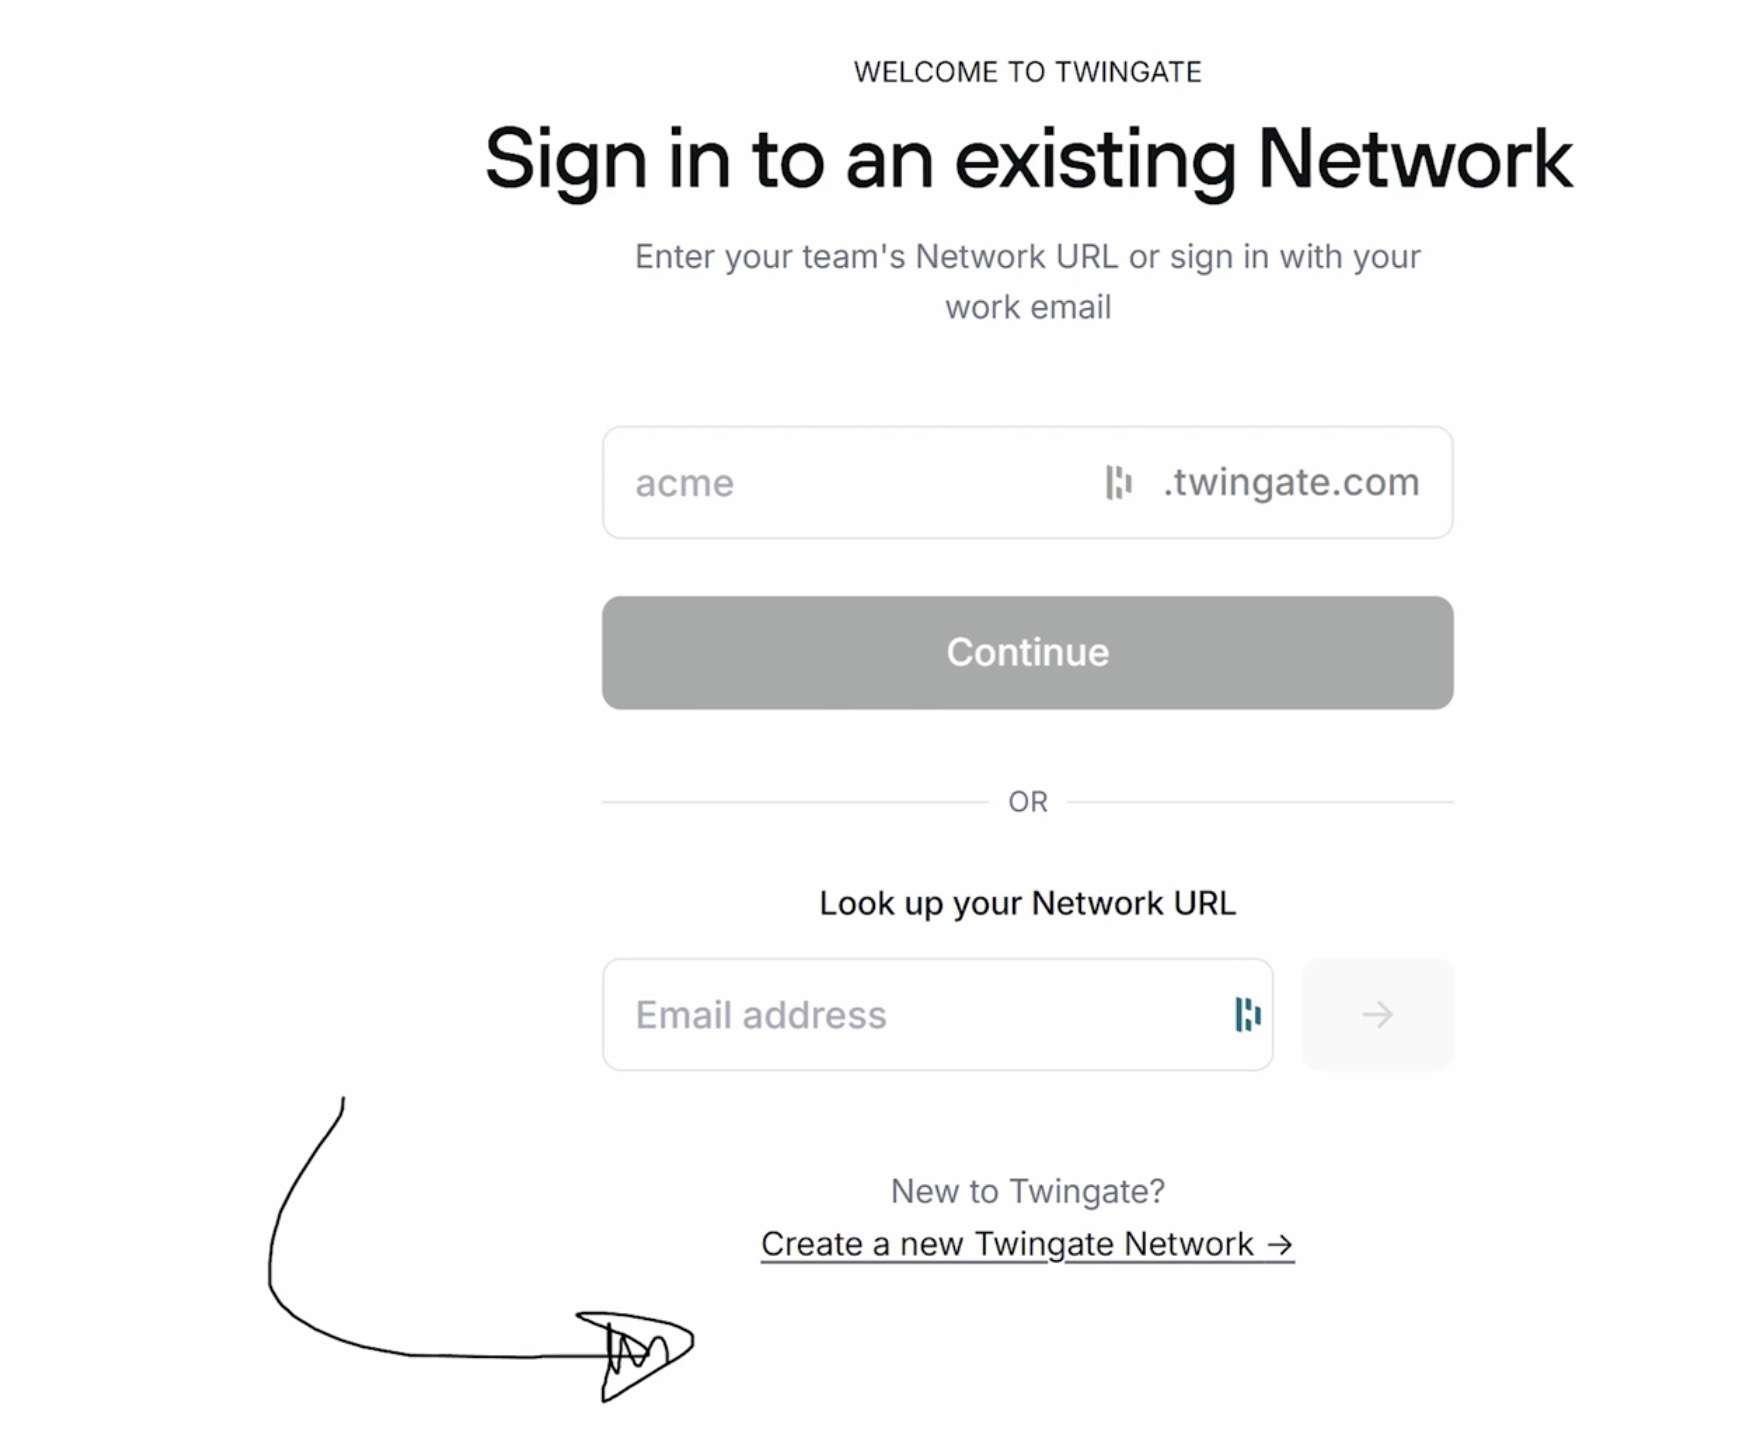 WELCOME TO TWINGATE
Sign in to an existing Network
Enter your team's Network URL or sign in with your
work email
acme .twingate.com
Continue
OR
Look up your Network URL
Email address →
New to Twingate?
Create a new Twingate Network →